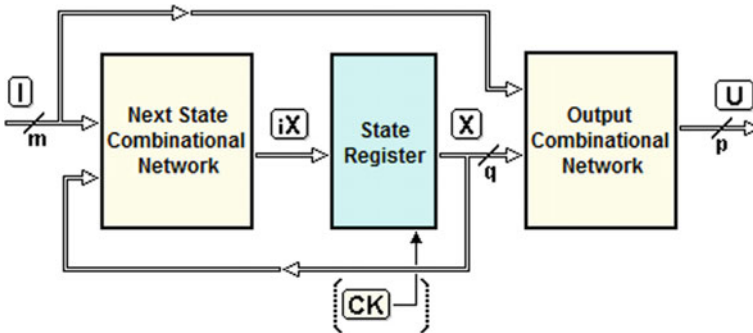 I
m
Next State
Combinational
Network
iX
State
Register
X
q
Output
Combinational
Network
U
p
CK